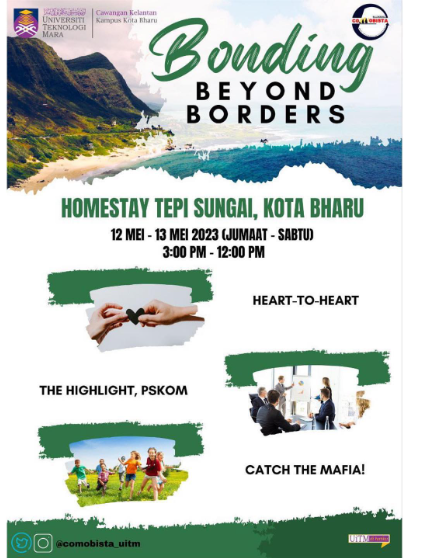 UNIVERSITI
TEKNOLOGI
MARA
Cawangan Kelantan
Kampus Kota Bharu
COMOBISTA
Bonding
BEYOND
BORDERS
HOMESTAY TEPI SUNGAI, KOTA BHARU
12 MEI - 13 MEI 2023 (JUMAAT - SABTU)
3:00 PM - 12:00 PM
HEART-TO-HEART
THE HIGHLIGHT, PSKOM
CATCH THE MAFIA!
@comobista_uitm
UiTM